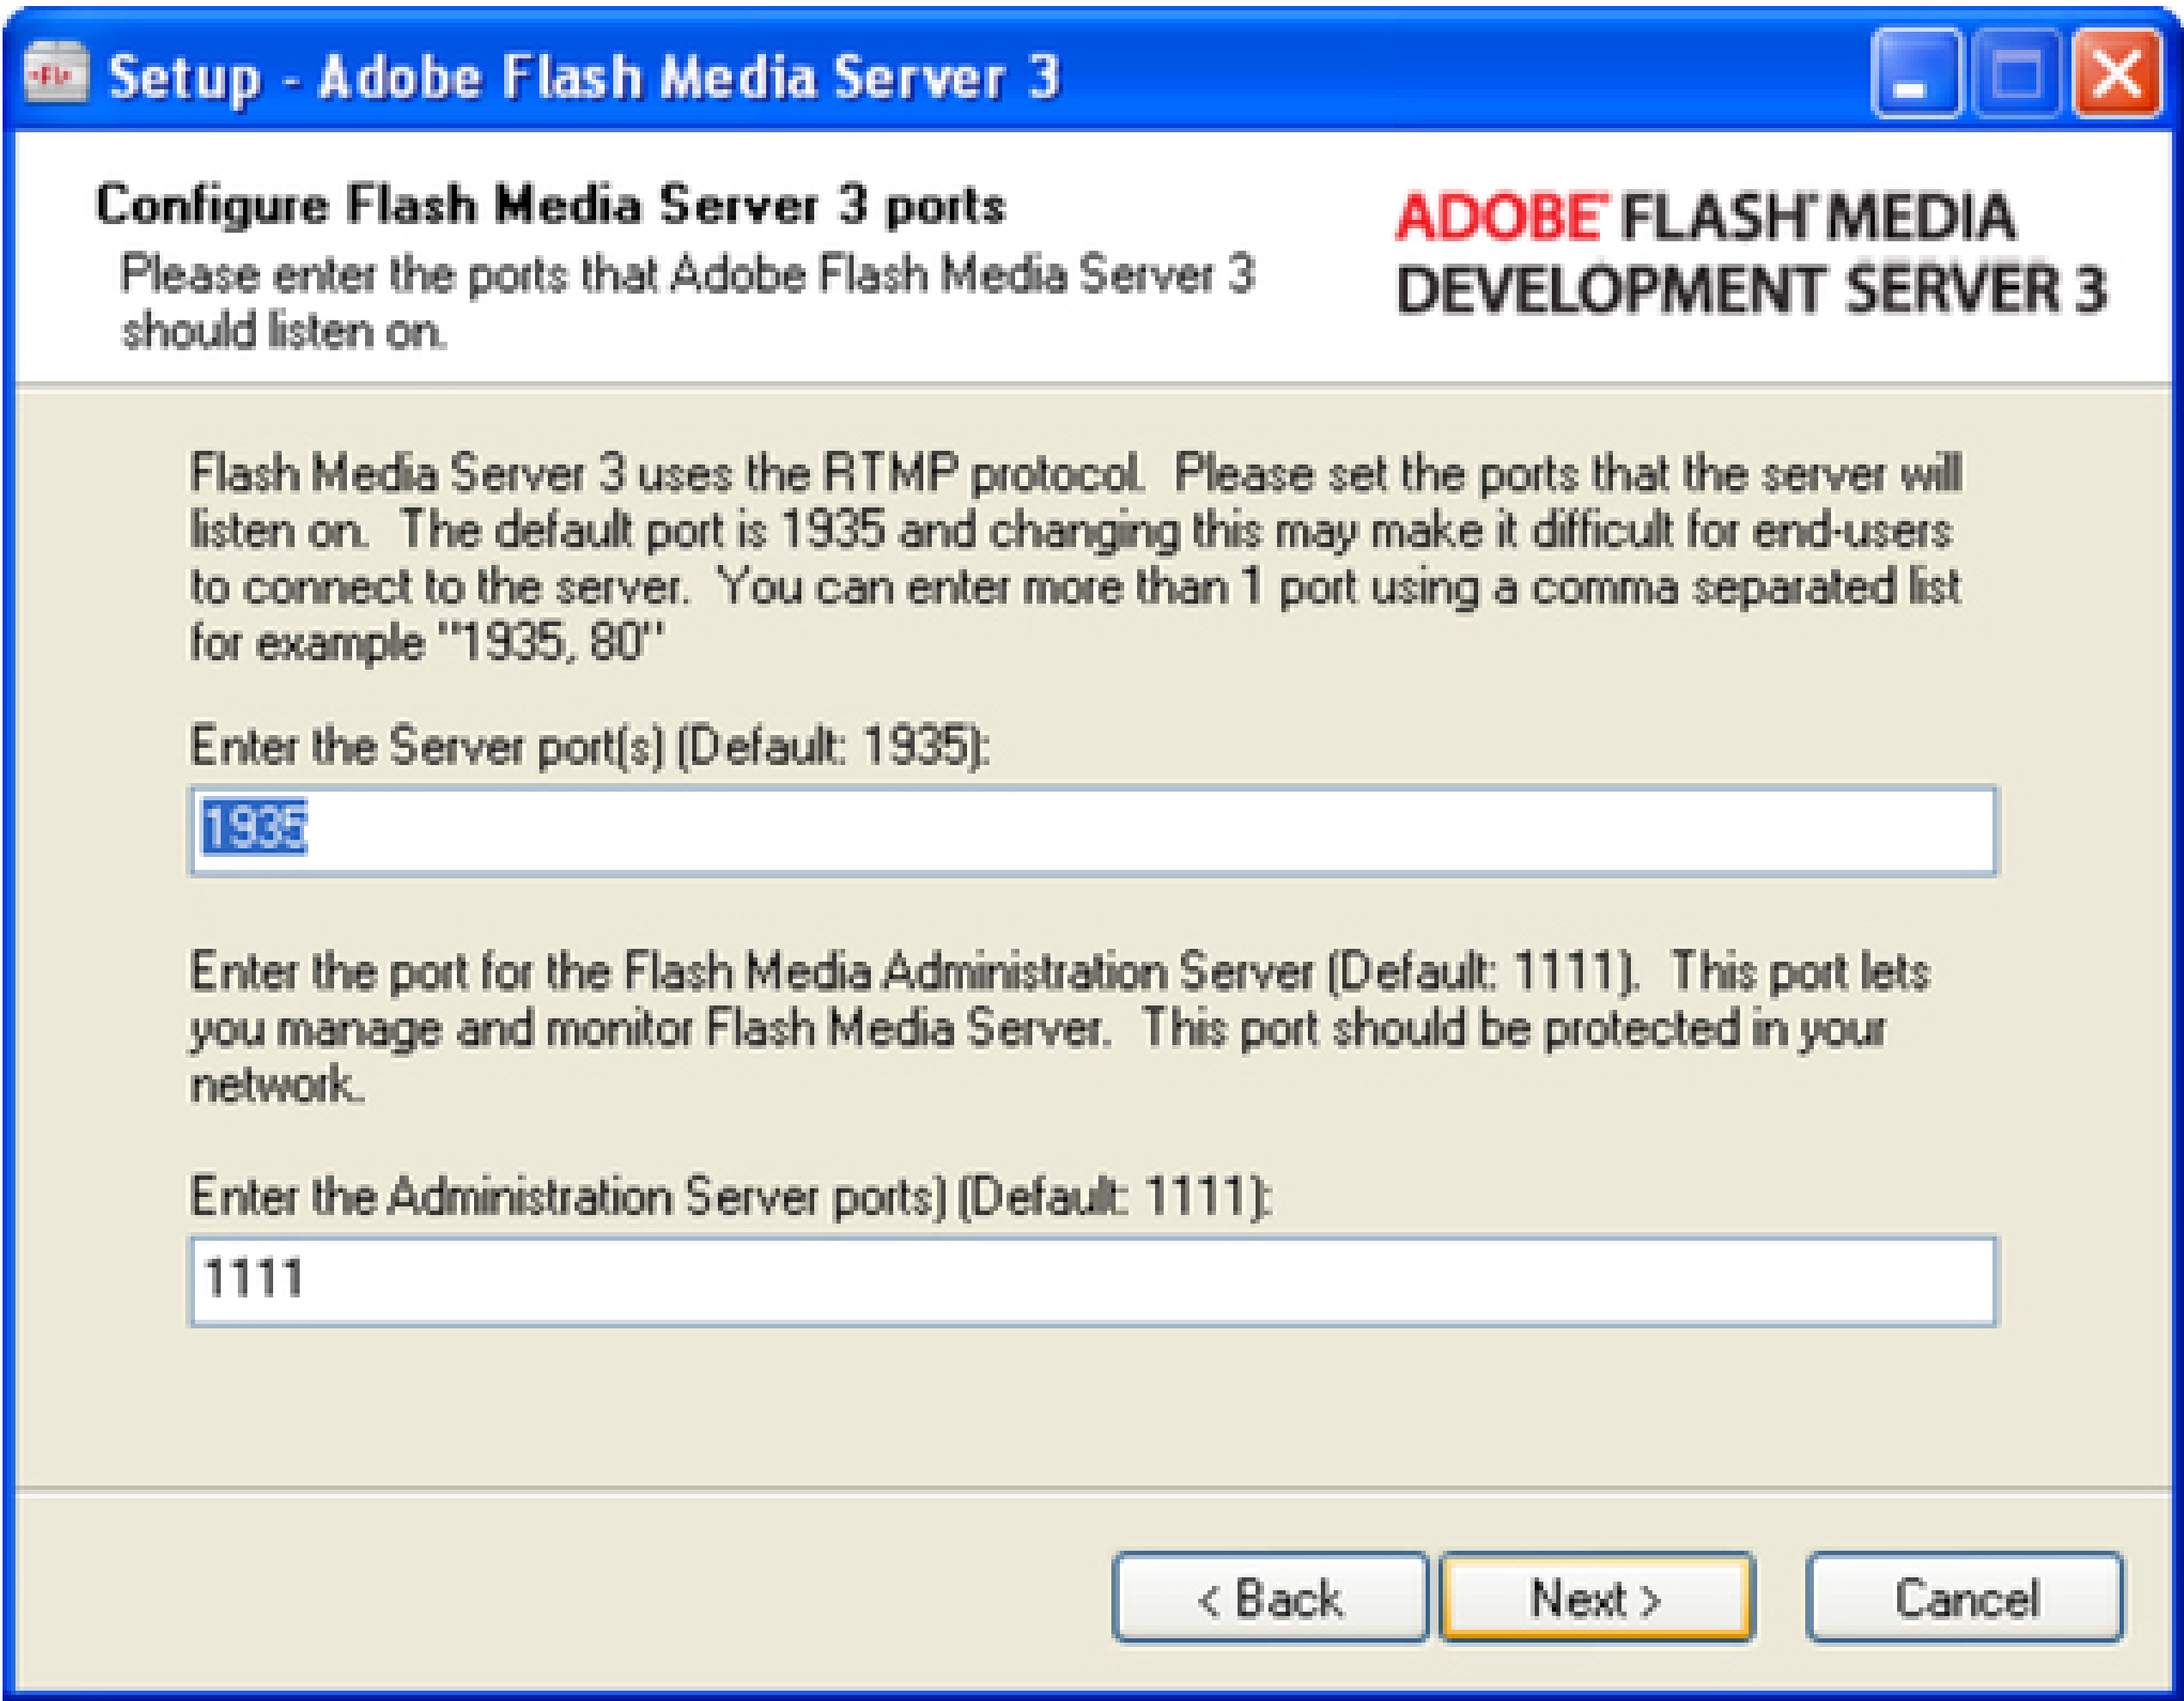 Setup - Adobe Flash Media Server 3
Configure Flash Media Server 3 ports
Please enter the ports that Adobe Flash Media Server 3
should listen on.
ADOBE® FLASH® MEDIA
DEVELOPMENT SERVER 3
Flash Media Server 3 uses the RTMP protocol.  Please set the ports that the server will
listen on.  The default port is 1935 and changing this may make it difficult for end-users
to connect to the server.  You can enter more than 1 port using a comma separated list
for example "1935, 80"
Enter the Server port(s) (Default: 1935):
1935
Enter the port for the Flash Media Administration Server (Default: 1111).  This port lets
you manage and monitor Flash Media Server.  This port should be protected in your
network.
Enter the Administration Server ports) (Default: 1111):
1111
< Back
Next >
Cancel